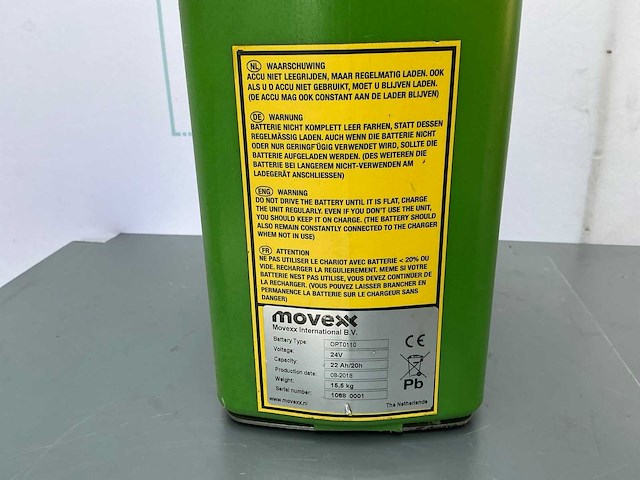 NL WAARSCHUWING
ACCU NIET LEEGRIJDEN, MAAR REGELMATIG LADEN. OOK
ALS U D ACCU NIET GEBRUIKT, MOET U BLIJVEN LADEN.
(DE ACCU MAG OOK CONSTANT AAN DE LADER BLIJVEN)
DE WARNUNG
BATTERIE NICHT KOMPLETT LEER FARHEN, STATT DESSEN
REGELMÄSSIG LADEN. AUCH WENN DIE BATTERIE NICHT
ODER NUR GERINGFÜGIG VERWENDET WIRD, SOLLTE DIE
BATTERIE AUFGELADEN WERDEN. (DES WEITEREN DIE
BATTERIE BEI LANGEREM NICHT-VERWENDEN AM
LADEGERÄT ANSCHLIESSEN)
ENG WARNING
DO NOT DRIVE THE BATTERY UNTIL IT IS FLAT, CHARGE
THE UNIT REGULARLY. EVEN IF YOU DON'T USE THE UNIT,
YOU SHOULD KEEP IT ON CHARGE. (THE BATTERY SHOULD
ALSO REMAIN CONSTANTLY CONNECTED TO THE CHARGER
WHEM NOT IN USE)
FR ATTENTION
NE PAS UTILISER LE CHARIOT AVEC BATTERIE < 20% OU
VIDE. RECHARGER LA REGULIEREMENT. MEME SI VOTRE
BATTERIE NEST PAS UTILISE, VOUS DEVEZ CONTINUER DE
LA RECHARGER. (VOUS POUVEZ LAISSER BRANCHER EN
PERMANENCE LA BATTERIE SUR LE CHARGEUR SANS
DANGER)
movexx
Movexx International B.V.
Battery Type: OPT0110
Voltage: 24V
Capacity: 22 Ah/20h
Production date: 08-2018
Weight: 15,5 kg
Serial number: 1068 0001
CE
Pb
www.movexx.nl The Netherlands